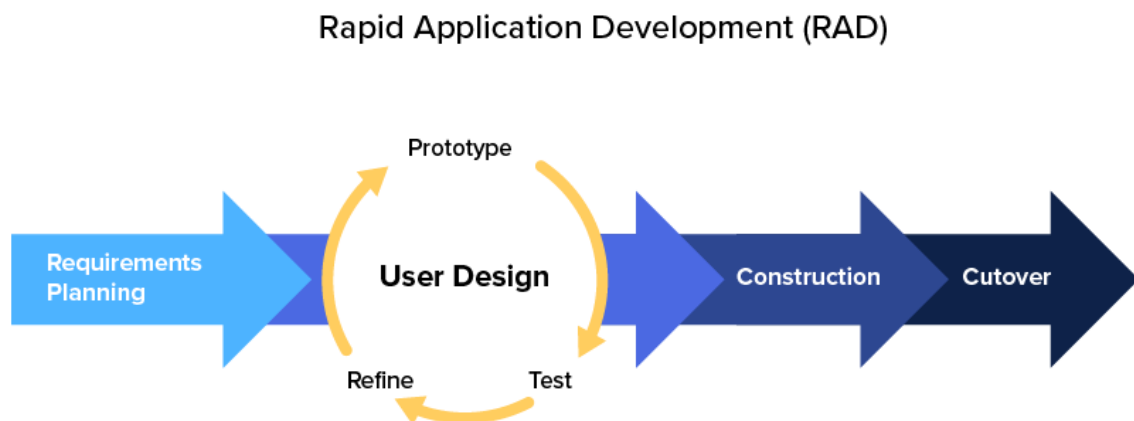 Rapid Application Development (RAD)
Prototype
Requirements
Planning
User Design
Construction
Cutover
Refine
Test